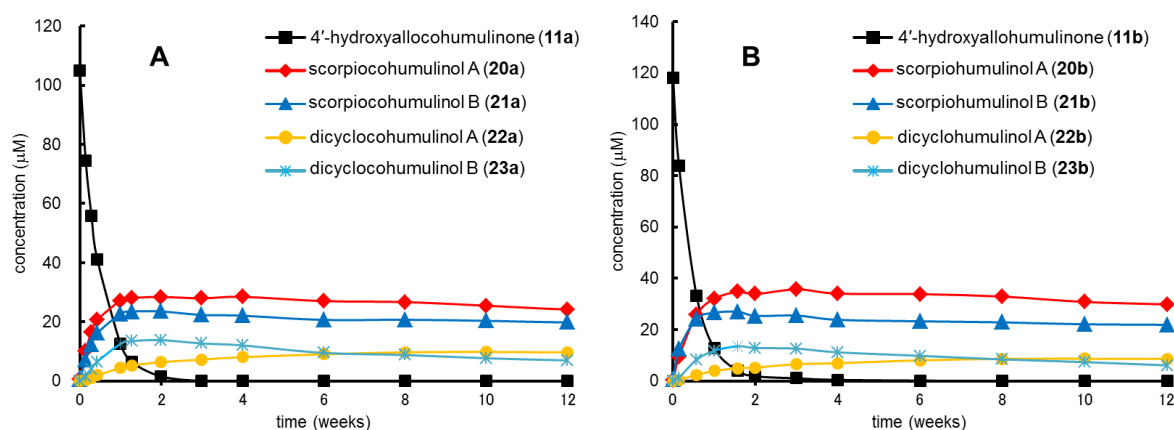 A
4′-hydroxyallocohumulinone (11a)
scorpiocohumulinol A (20a)
scorpiocohumulinol B (21a)
dicyclocohumulinol A (22a)
dicyclocohumulinol B (23a)
concentration (µM)
120
100
80
60
40
20
0
0 2 4 6 8 10 12
time (weeks)
B
4′-hydroxyallohumulinone (11b)
scorpiohumulinol A (20b)
scorpiohumulinol B (21b)
dicyclohumulinol A (22b)
dicyclohumulinol B (23b)
concentration (µM)
140
120
100
80
60
40
20
0
0 2 4 6 8 10 12
time (weeks)